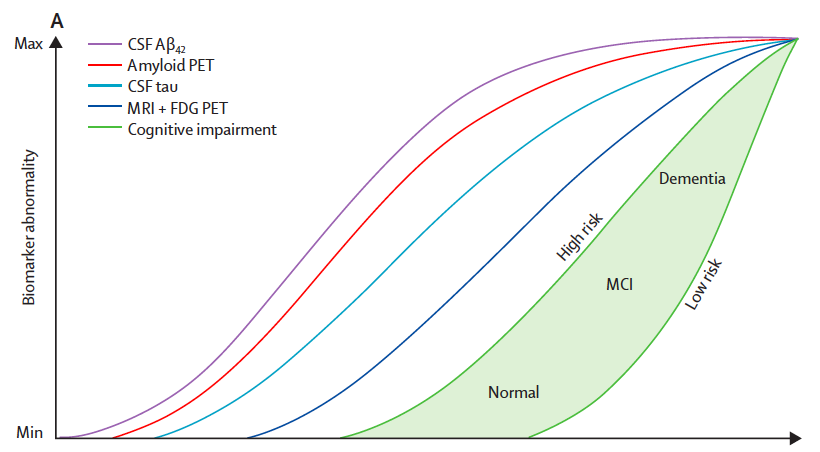 A
Max
CSF Aβ42
Amyloid PET
CSF tau
MRI + FDG PET
Cognitive impairment
Biomarker abnormality
Dementia
High risk
MCI
Low risk
Normal
Min